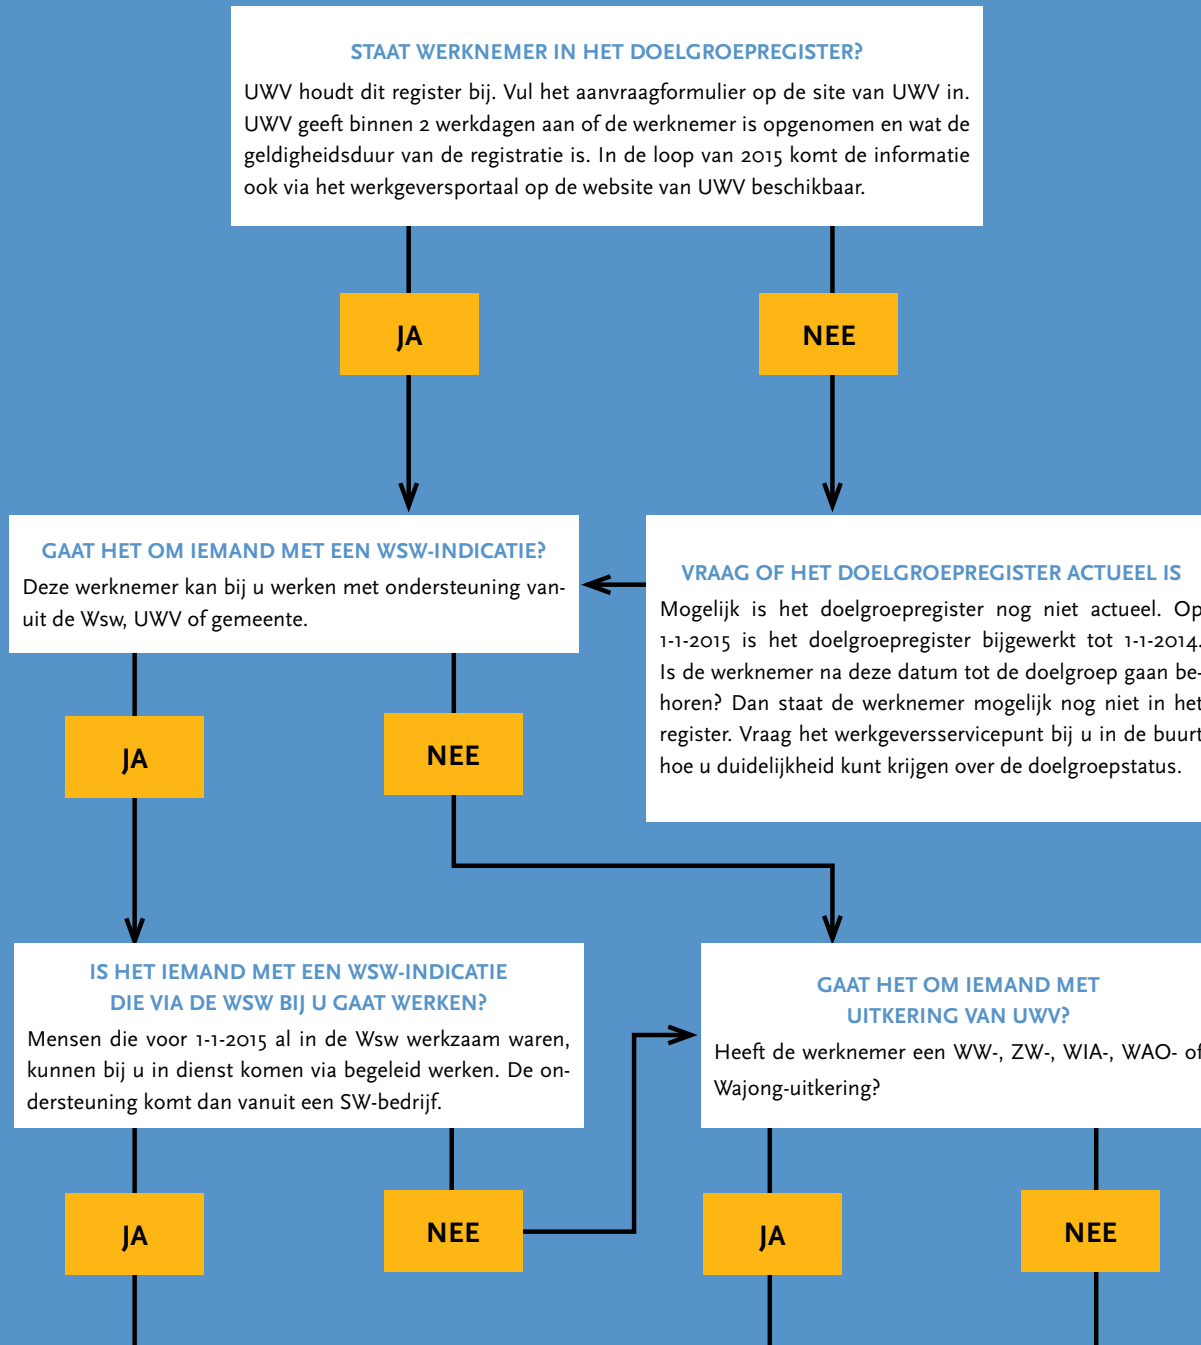 STAAT WERKNEMER IN HET DOELGROEPREGISTER?
UWV houdt dit register bij. Vul het aanvraagformulier op de site van UWV in.
UWV geeft binnen 2 werkdagen aan of de werknemer is opgenomen en wat de
geldigheidsduur van de registratie is. In de loop van 2015 komt de informatie
ook via het werkgeversportaal op de website van UWV beschikbaar.
JA
NEE
GAAT HET OM IEMAND MET EEN WSW-INDICATIE?
Deze werknemer kan bij u werken met ondersteuning van-
uit de Wsw, UWV of gemeente.
VRAAG OF HET DOELGROEPREGISTER ACTUEEL IS
Mogelijk is het doelgroepregister nog niet actueel. Op
1-1-2015 is het doelgroepregister bijgewerkt tot 1-1-2014.
Is de werknemer na deze datum tot de doelgroep gaan be-
horen? Dan staat de werknemer mogelijk nog niet in het
register. Vraag het werkgeversservicepunt bij u in de buurt
hoe u duidelijkheid kunt krijgen over de doelgroepstatus.
JA
NEE
IS HET IEMAND MET EEN WSW-INDICATIE
DIE VIA DE WSW BIJ U GAAT WERKEN?
Mensen die voor 1-1-2015 al in de Wsw werkzaam waren,
kunnen bij u in dienst komen via begeleid werken. De on-
dersteuning komt dan vanuit een SW-bedrijf.
GAAT HET OM IEMAND MET
UITKERING VAN UWV?
Heeft de werknemer een WW-, ZW-, WIA-, WAO- of
Wajong-uitkering?
JA
NEE
JA
NEE